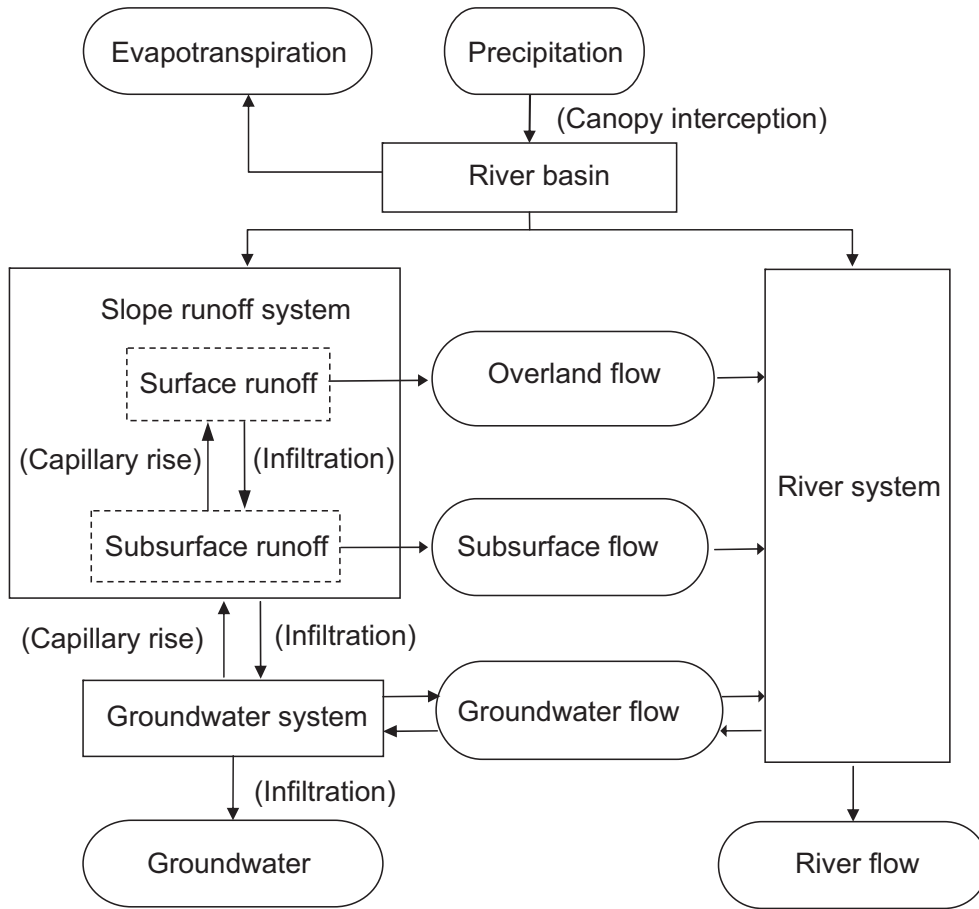 Evapotranspiration
Precipitation
(Canopy interception)
River basin
Slope runoff system
Surface runoff
Overland flow
(Capillary rise)
(Infiltration)
River system
Subsurface runoff
Subsurface flow
(Capillary rise)
(Infiltration)
Groundwater system
Groundwater flow
(Infiltration)
Groundwater
River flow